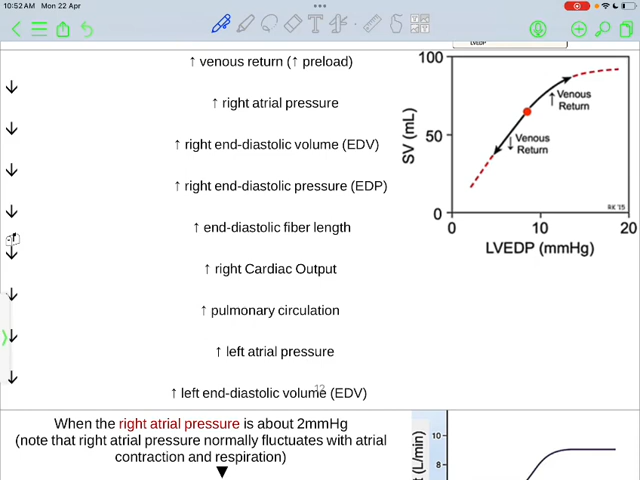 10:52 AM Mon 22 Apr
LVEDP
↑ venous return (↑ preload)
↑ right atrial pressure
↑ right end-diastolic volume (EDV)
↑ right end-diastolic pressure (EDP)
↑ end-diastolic fiber length
↑ right Cardiac Output
↑ pulmonary circulation
↑ left atrial pressure
12
↑ left end-diastolic volume (EDV)
100
50
0
SV (mL)
↑ Venous
Return
↓ Venous
Return
RK '15
0 10 20
LVEDP (mmHg)
When the right atrial pressure is about 2mmHg
(note that right atrial pressure normally fluctuates with atrial
contraction and respiration)
10
8
(L/min)